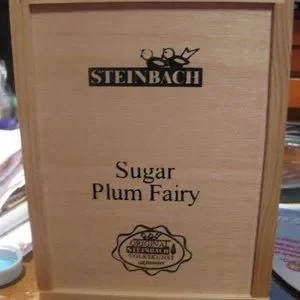 STEINBACH
Sugar
Plum Fairy
ORIGINAL
STEINBACH
VOLKSKUNST
GERMANY